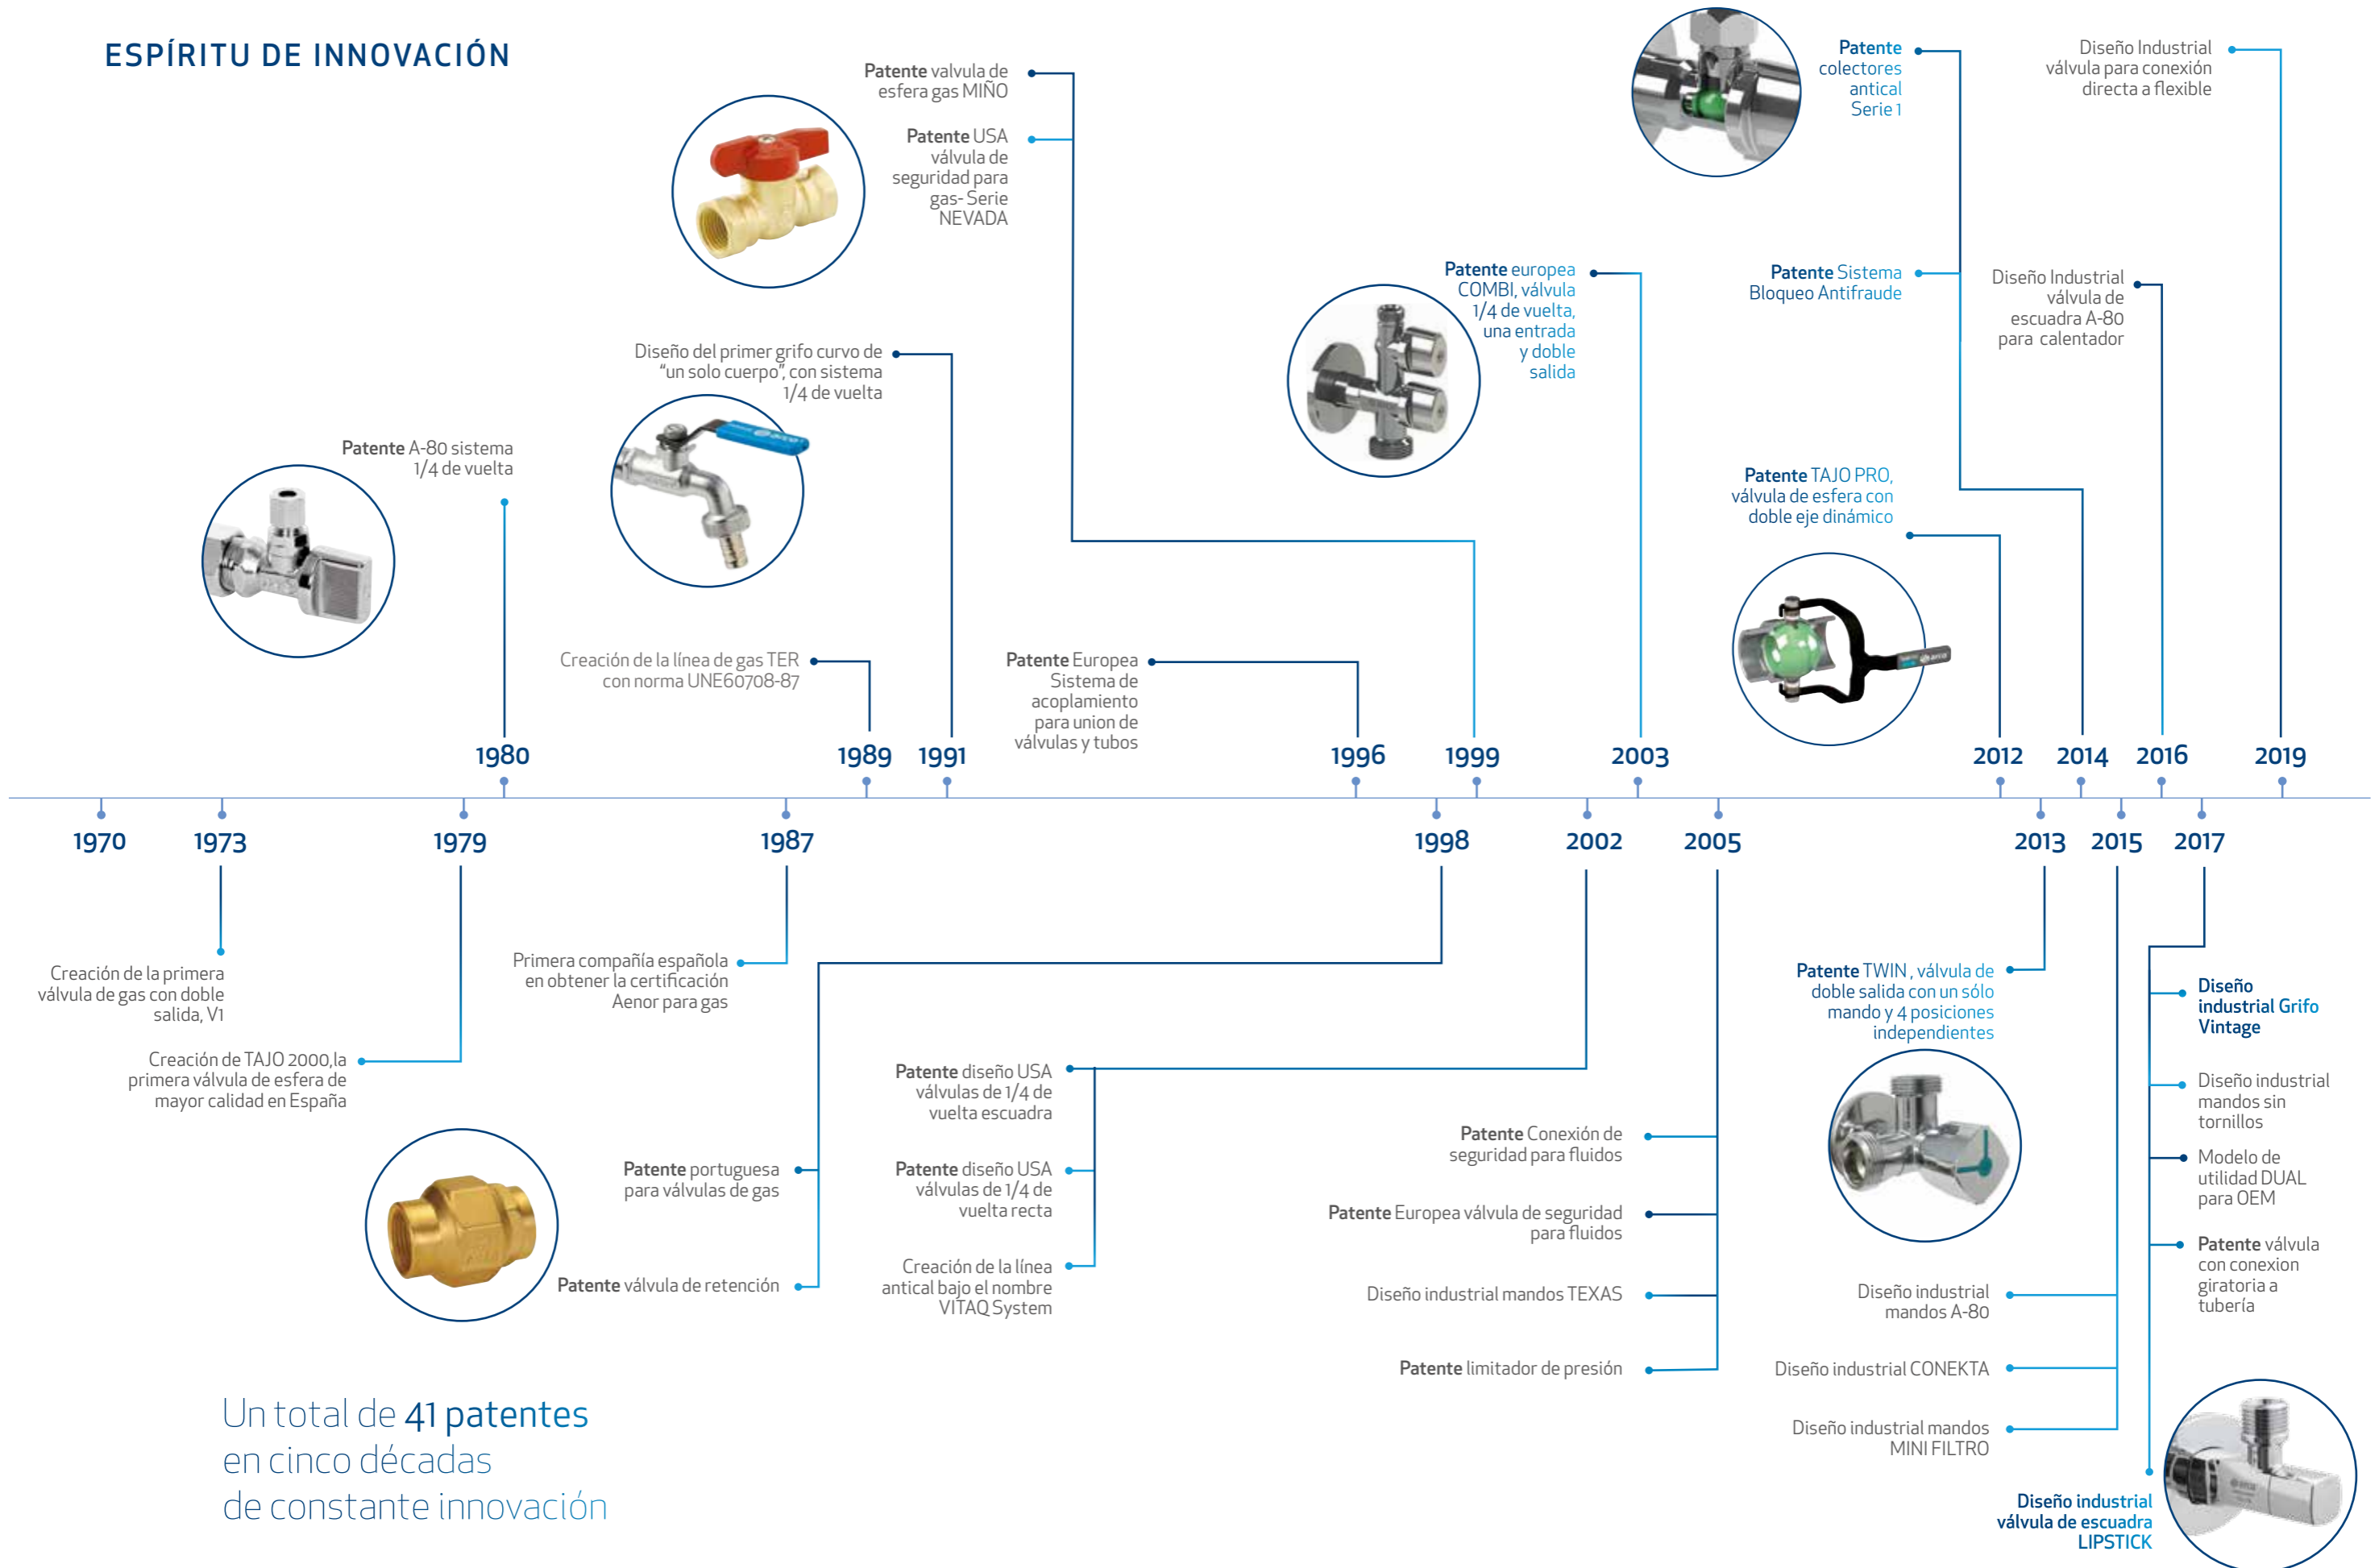 ESPÍRITU DE INNOVACIÓN
Patente valvula de
esfera gas MIÑO
Patente USA
válvula de
seguridad para
gas- Serie
NEVADA
Patente
colectores
antical
Serie 1
Diseño Industrial
válvula para conexión
directa a flexible
Patente europea
COMBI, válvula
1/4 de vuelta,
una entrada
y doble
salida
Patente Sistema
Bloqueo Antifraude
Diseño Industrial
válvula de
escuadra A-80
para calentador
Diseño del primer grifo curvo de
“un solo cuerpo”, con sistema
1/4 de vuelta
Patente A-80 sistema
1/4 de vuelta
Patente TAJO PRO,
válvula de esfera con
doble eje dinámico
Creación de la línea de gas TER
con norma UNE60708-87
Patente Europea
Sistema de
acoplamiento
para union de
válvulas y tubos
arco
arco
1980
1989
1991
1996
1999
2003
2012
2014
2016
2019
1970
1973
1979
1987
1998
2002
2005
2013
2015
2017
Creación de la primera
válvula de gas con doble
salida, V1
Creación de TAJO 2000,la
primera válvula de esfera de
mayor calidad en España
Primera compañía española
en obtener la certificación
Aenor para gas
Patente portuguesa
para válvulas de gas
Patente válvula de retención
Patente diseño USA
válvulas de 1/4 de
vuelta escuadra
Patente diseño USA
válvulas de 1/4 de
vuelta recta
Creación de la línea
antical bajo el nombre
VITAQ System
Patente Conexión de
seguridad para fluidos
Patente Europea válvula de seguridad
para fluidos
Diseño industrial mandos TEXAS
Patente limitador de presión
Patente TWIN , válvula de
doble salida con un sólo
mando y 4 posiciones
independientes
Diseño industrial
mandos A-80
Diseño industrial CONEKTA
Diseño industrial mandos
MINI FILTRO
Diseño
industrial Grifo
Vintage
Diseño industrial
mandos sin
tornillos
Modelo de
utilidad DUAL
para OEM
Patente válvula
con conexion
giratoria a
tubería
Diseño industrial
válvula de escuadra
LIPSTICK
arco
Un total de 41 patentes
en cinco décadas
de constante innovación